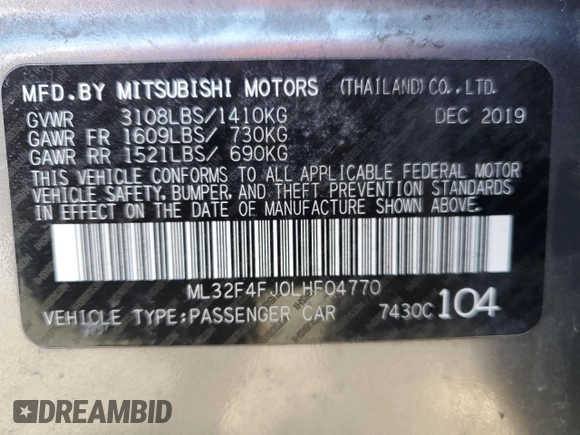 MFD.BY MITSUBISHI MOTORS (THAILAND)CO.,LTD.
GVWR 3108LBS/1410KG DEC 2019
GAWR FR 1609LBS/ 730KG
GAWR RR 1521LBS/ 690KG
THIS VEHICLE CONFORMS TO ALL APPLICABLE FEDERAL MOTOR
VEHICLE SAFETY, BUMPER, AND THEFT PREVENTION STANDARDS
IN EFFECT ON THE DATE OF MANUFACTURE SHOWN ABOVE.
ML32F4FJ0LHF04770
VEHICLE TYPE:PASSENGER CAR 7430C 104
DREAMBID